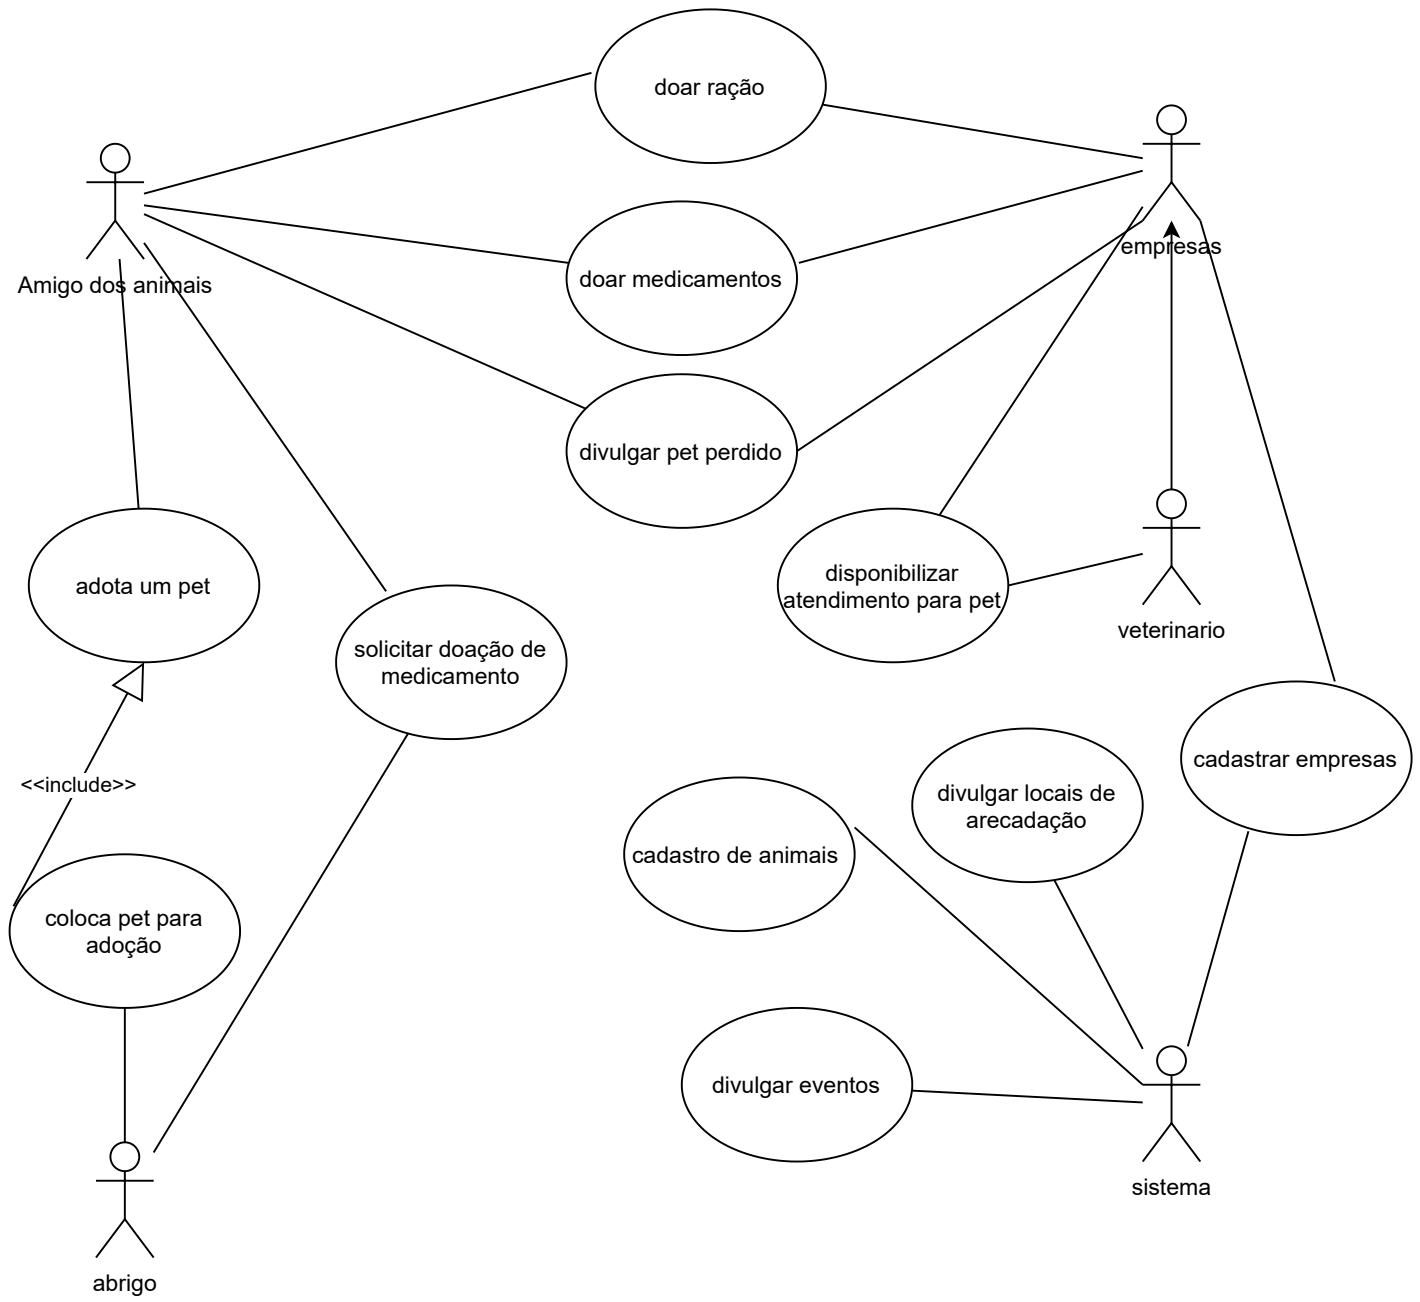 doar ração
empresas
Amigo dos animais
doar medicamentos
divulgar pet perdido
adota um pet
disponibilizar
atendimento para pet
veterinario
solicitar doação de
medicamento
cadastrar empresas
<<include>>
divulgar locais de
arecadação
cadastro de animais
coloca pet para
adoção
divulgar eventos
sistema
abrigo